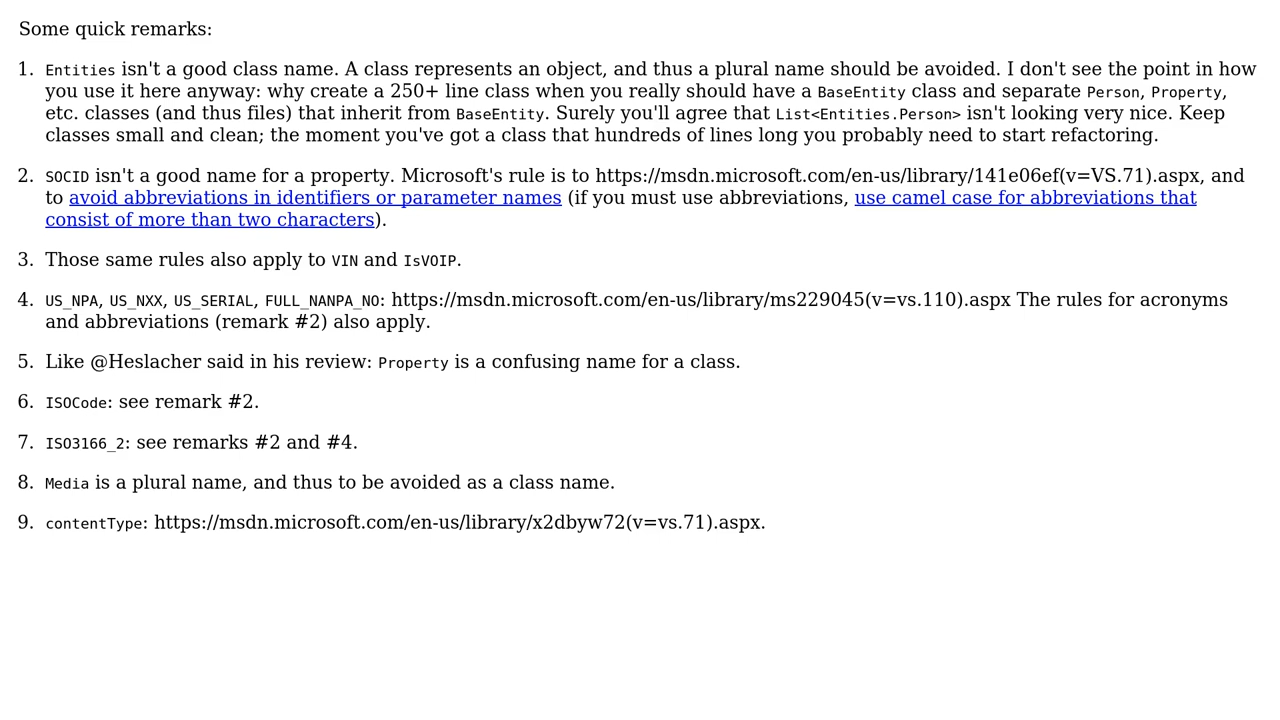 Some quick remarks:
1. Entities isn't a good class name. A class represents an object, and thus a plural name should be avoided. I don't see the point in how
you use it here anyway: why create a 250+ line class when you really should have a BaseEntity class and separate Person, Property,
etc. classes (and thus files) that inherit from BaseEntity. Surely you'll agree that List<Entities.Person> isn't looking very nice. Keep
classes small and clean; the moment you've got a class that hundreds of lines long you probably need to start refactoring.
2. SOCID isn't a good name for a property. Microsoft's rule is to https://msdn.microsoft.com/en-us/library/141e06ef(v=VS.71).aspx, and
to avoid abbreviations in identifiers or parameter names (if you must use abbreviations, use camel case for abbreviations that
consist of more than two characters).
3. Those same rules also apply to VIN and IsVOIP.
4. US_NPA, US_NXX, US_SERIAL, FULL_NANPA_NO: https://msdn.microsoft.com/en-us/library/ms229045(v=vs.110).aspx The rules for acronyms
and abbreviations (remark #2) also apply.
5. Like @Heslacher said in his review: Property is a confusing name for a class.
6. ISOCode: see remark #2.
7. ISO3166_2: see remarks #2 and #4.
8. Media is a plural name, and thus to be avoided as a class name.
9. contentType: https://msdn.microsoft.com/en-us/library/x2dbyw72(v=vs.71).aspx.